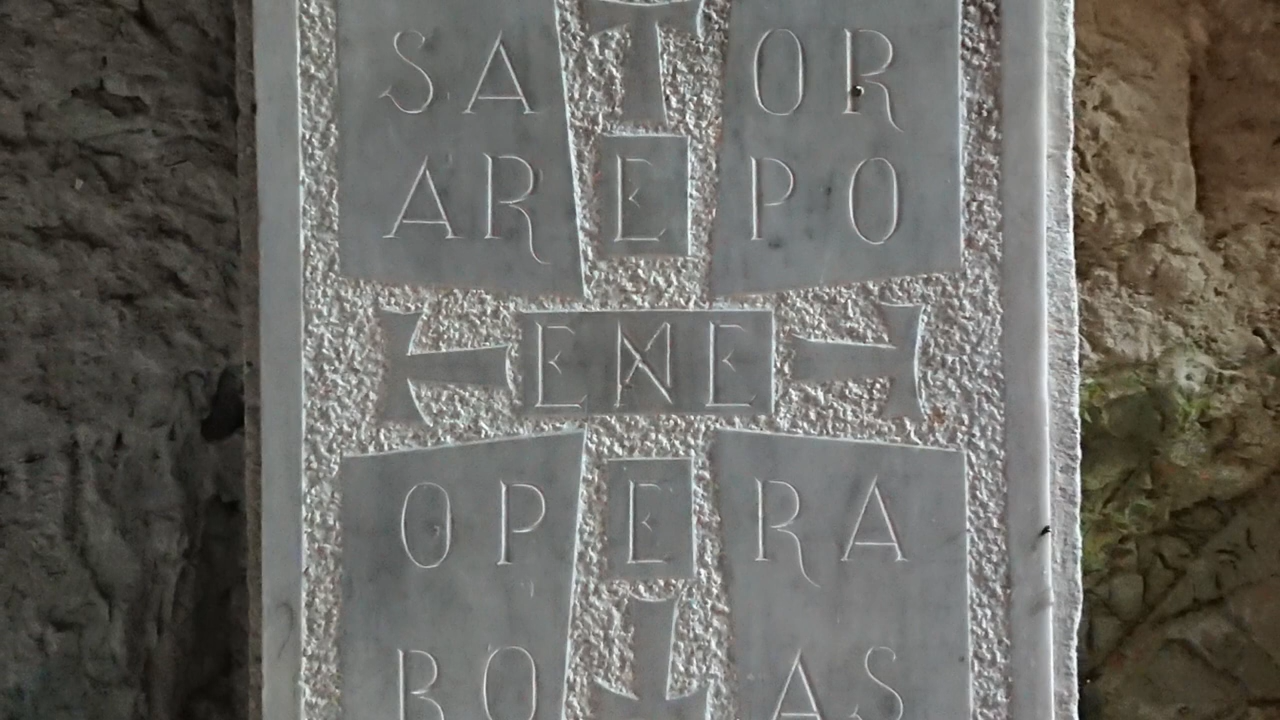 SATOR
AREPO
TENET
OPERA
ROTAS